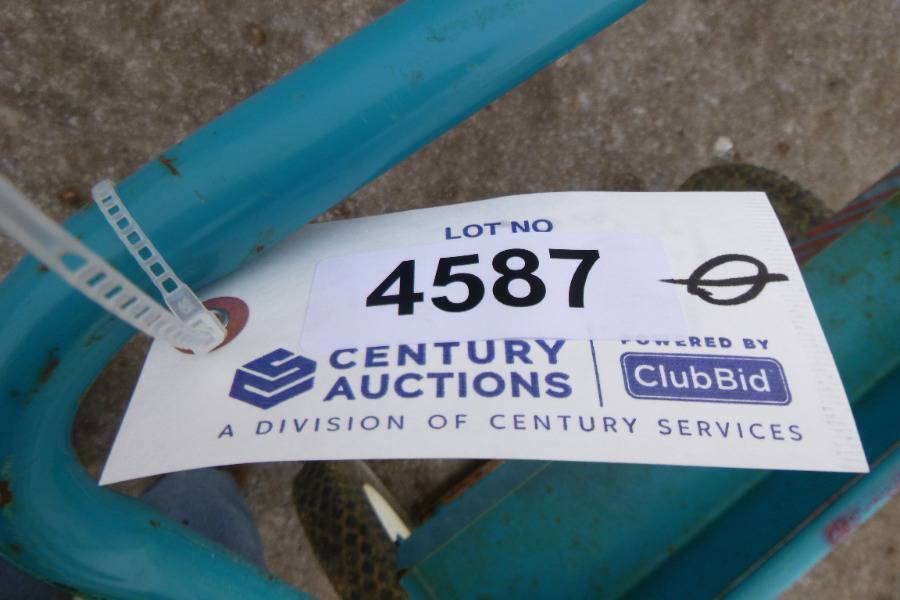 LOT NO
4587
CENTURY
AUCTIONS
POWERED BY
ClubBid
A DIVISION OF CENTURY SERVICES